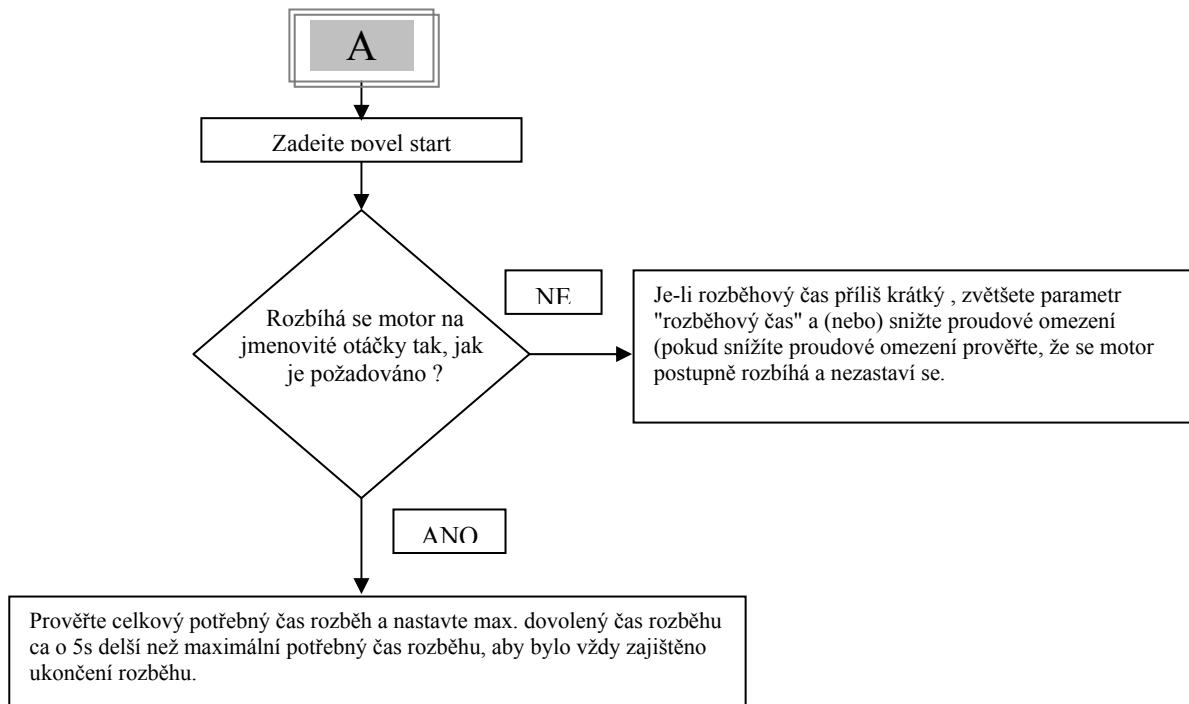 A
Zadejte povel start
Rozbíhá se motor na
jmenovité otáčky tak, jak
je požadováno ?
NE
Je-li rozběhový čas příliš krátký , zvětšete parametr
"rozběhový čas" a (nebo) snižte proudové omezení
(pokud snížíte proudové omezení prověřte, že se motor
postupně rozbíhá a nezastaví se.
ANO
Prověřte celkový potřebný čas rozběh a nastavte max. dovolený čas rozběhu
ca o 5s delší než maximální potřebný čas rozběhu, aby bylo vždy zajištěno
ukončení rozběhu.